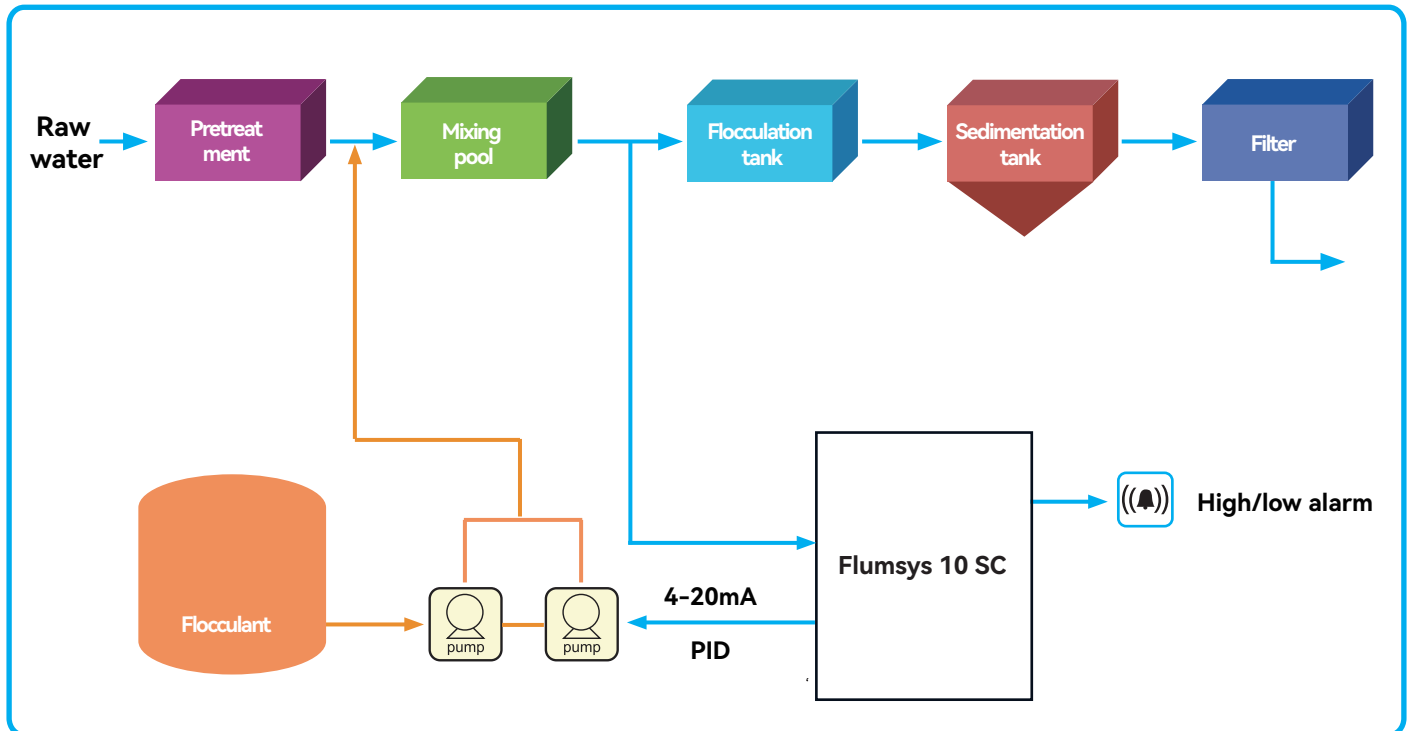 Raw
water
Pretreat
ment
Mixing
pool
Flocculation
tank
Sedimentation
tank
Filter
Flocculant
pump
pump
4-20mA
PID
Flumsys 10 SC
High/low alarm